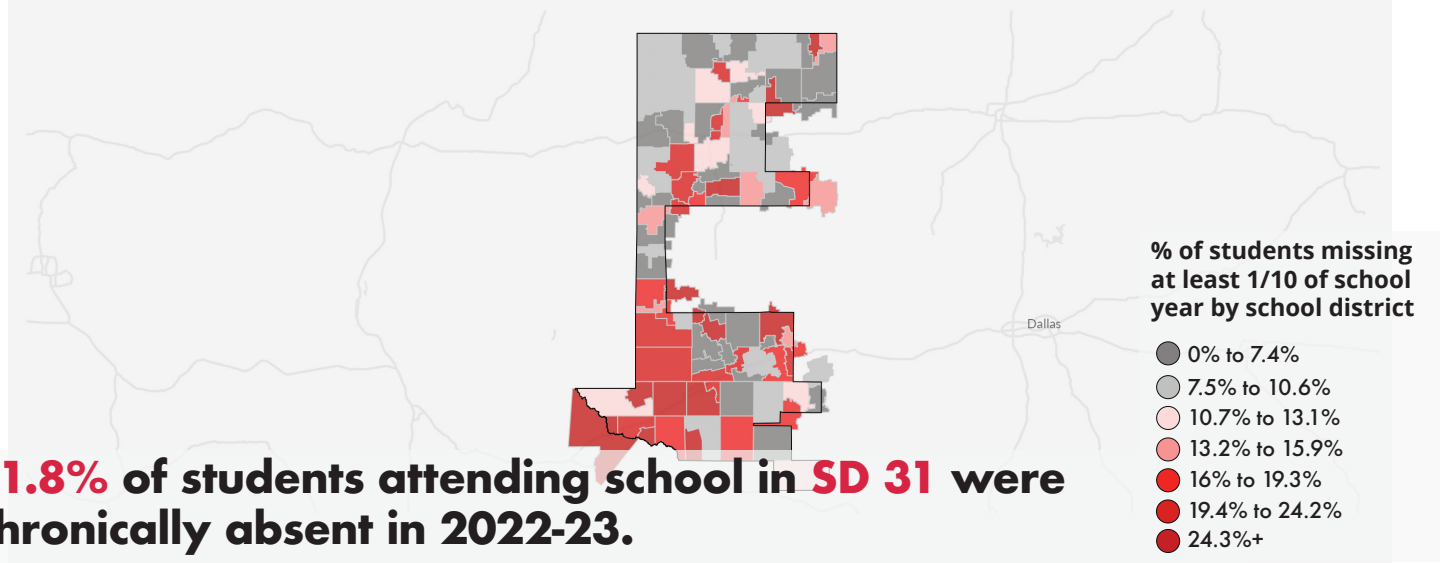 % of students missing
at least 1/10 of school
year by school district
Dallas
0% to 7.4%
7.5% to 10.6%
10.7% to 13.1%
13.2% to 15.9%
16% to 19.3%
19.4% to 24.2%
24.3%+
1.8% of students attending school in SD 31 were
hronically absent in 2022-23.